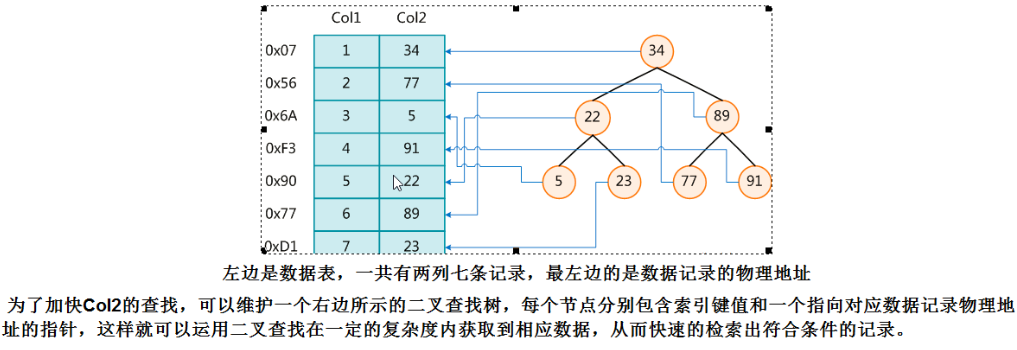 Col1 Col2
0x07 1 34 34
0x56 2 77
0x6A 3 5 22 89
0xF3 4 91
0x90 5 22 5 23 77 91
0x77 6 89
0xD1 7 23
左边是数据表，一共有两列七条记录，最左边的是数据记录的物理地址
为了加快Col2的查找，可以维护一个右边所示的二叉查找树，每个节点分别包含索引键值和一个指向对应数据记录物理地
址的指针，这样就可以运用二叉查找在一定的复杂度内获取到相应数据，从而快速的检索出符合条件的记录。